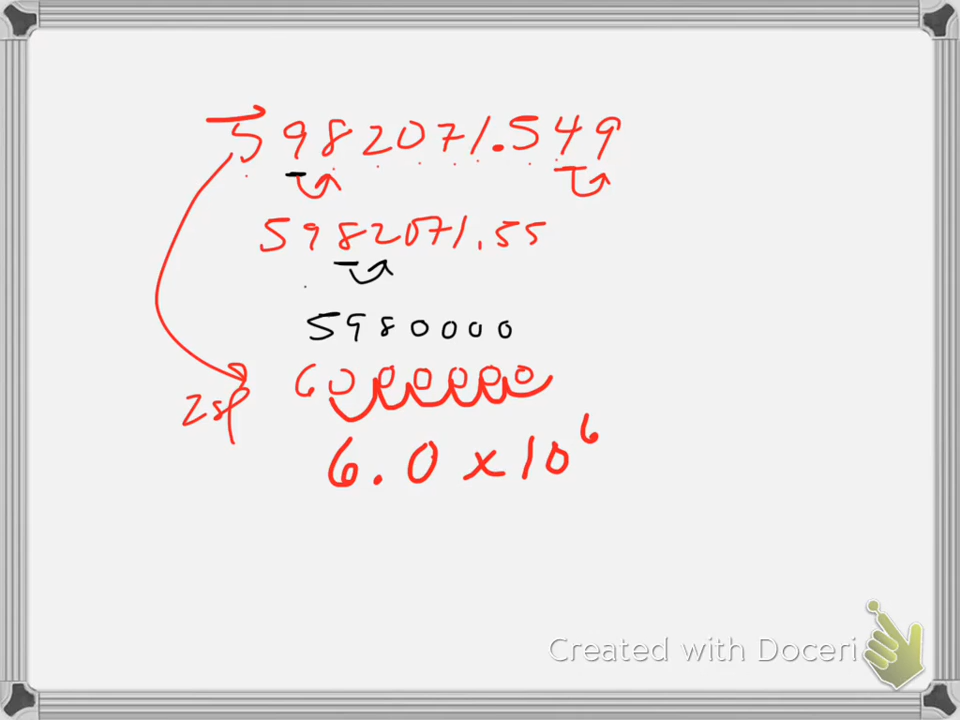 5982071.549
5982071.55
5980000
6000000
2sf
6.0 x 10⁶
Created with Doceri